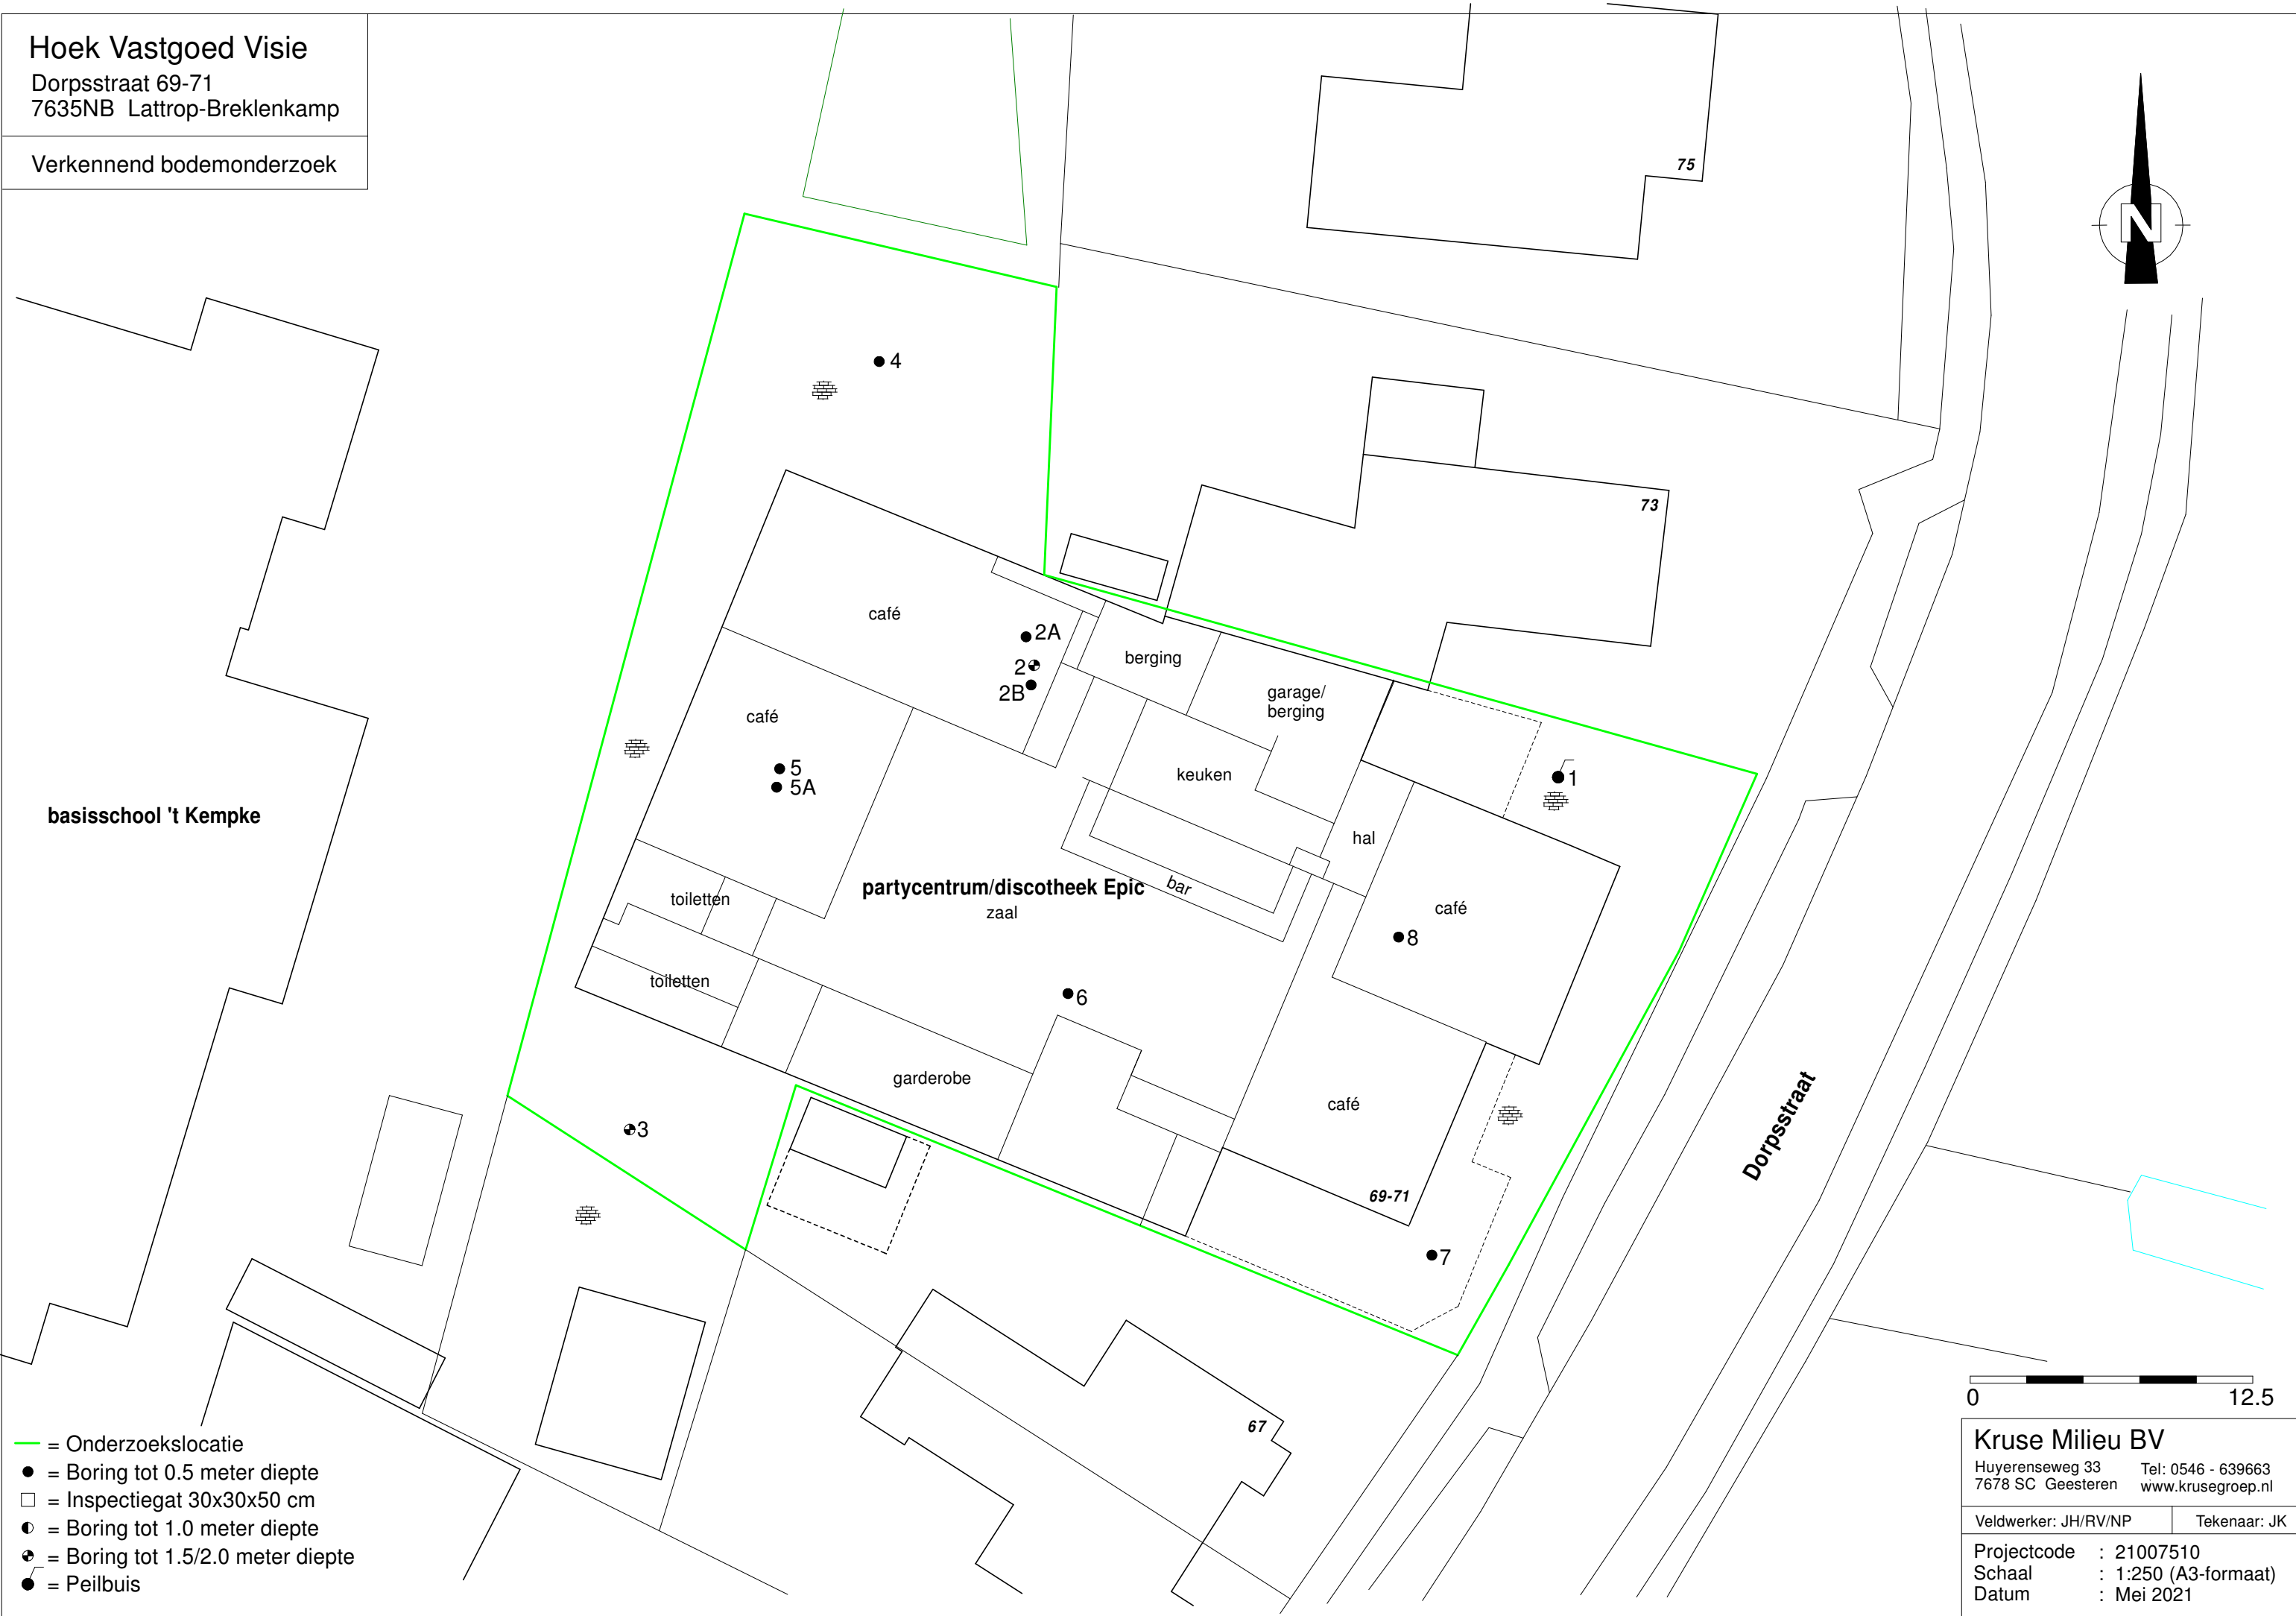 Hoek Vastgoed Visie
Dorpsstraat 69-71
7635NB Lattrop-Breklenkamp
Verkennend bodemonderzoek
75
N
4
73
café
2A
2
2B
berging
garage/
berging
café
5
5A
keuken
1
basisschool 't Kempke
hal
partycentrum/discotheek Epic
zaal
bar
toiletten
café
8
toiletten
6
garderobe
café
3
Dorpsstraat
69-71
7
67
0 12.5
= Onderzoekslocatie
= Boring tot 0.5 meter diepte
= Inspectiegat 30x30x50 cm
= Boring tot 1.0 meter diepte
= Boring tot 1.5/2.0 meter diepte
= Peilbuis
Kruse Milieu BV
Huyerenseweg 33 Tel: 0546 - 639663
7678 SC Geesteren www.krusegroep.nl
Veldwerker: JH/RV/NP Tekenaar: JK
Projectcode : 21007510
Schaal : 1:250 (A3-formaat)
Datum : Mei 2021